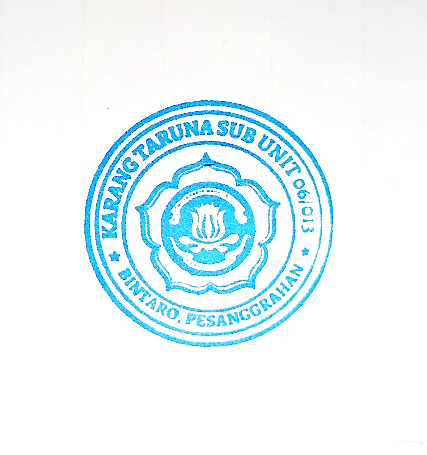 KARANG TARUNA SUB UNIT 06/013
★ BINTARO, PESANGGRAHAN ★